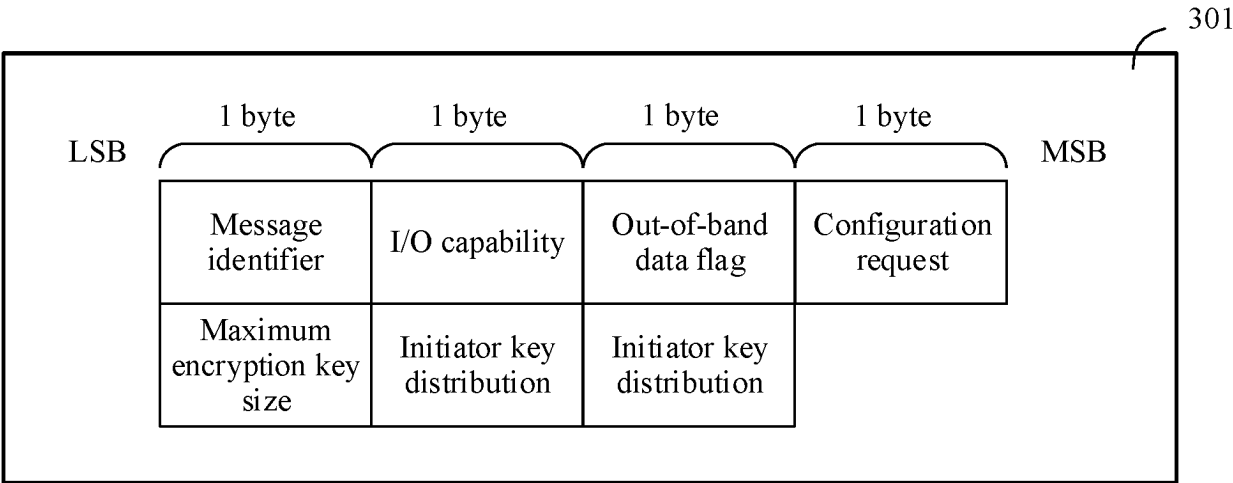 301
1 byte 1 byte 1 byte 1 byte
LSB MSB
Message identifier
I/O capability
Out-of-band data flag
Configuration request
Maximum encryption key size
Initiator key distribution
Initiator key distribution